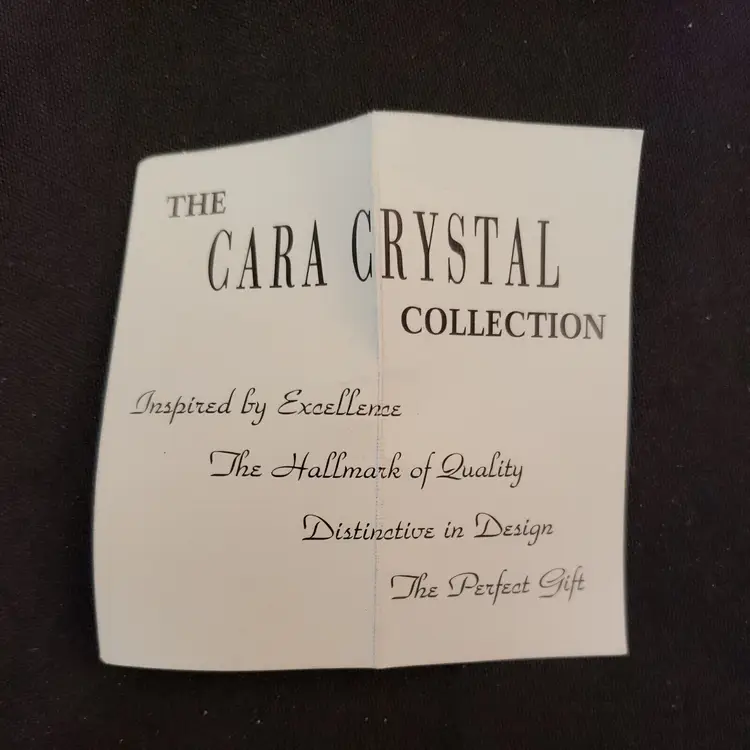 THE
CARA CRYSTAL
COLLECTION
Inspired by Excellence
The Hallmark of Quality
Distinctive in Design
The Perfect Gift